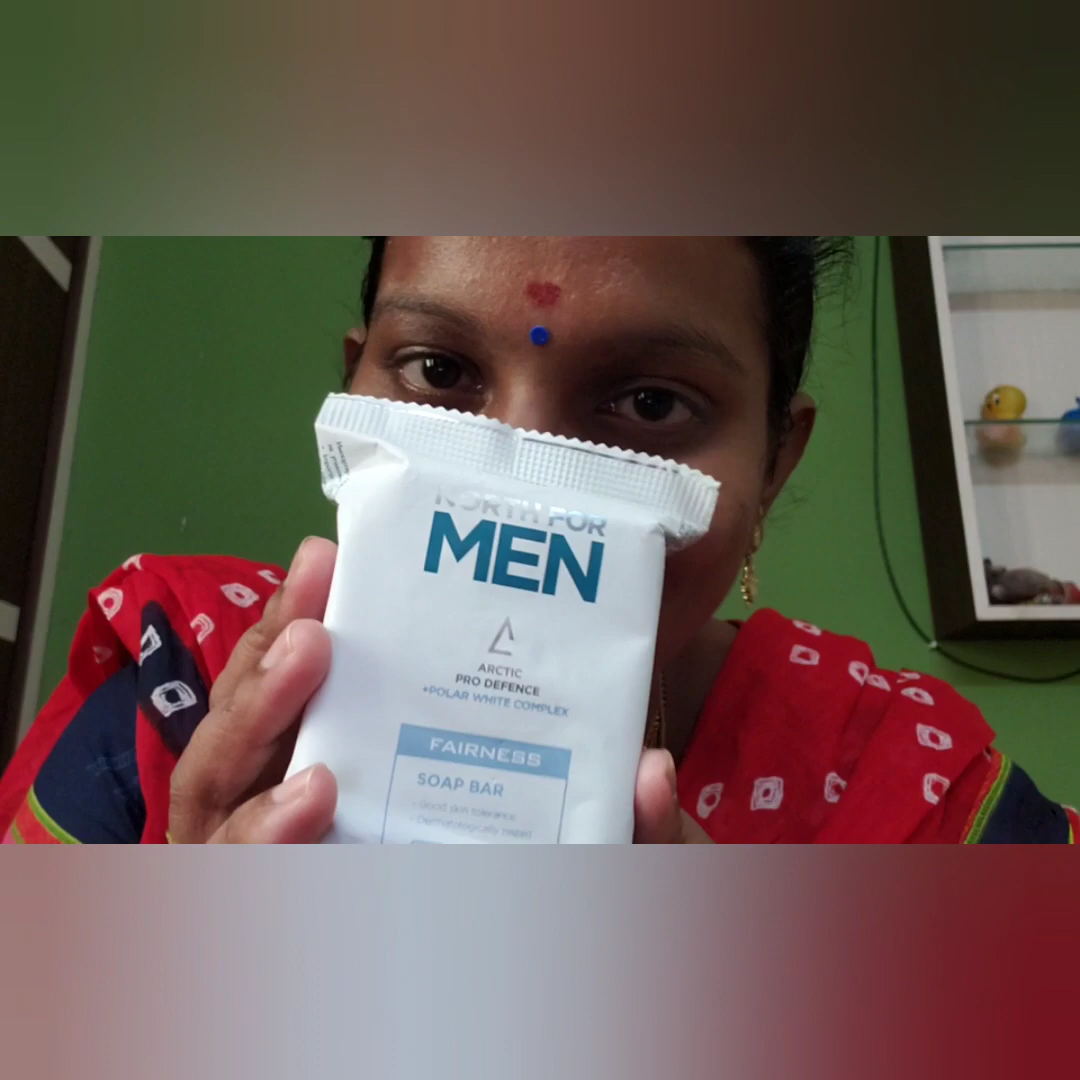 NORTH FOR
MEN
ARCTIC
PRO DEFENCE
+POLAR WHITE COMPLEX
FAIRNESS
SOAP BAR
- Good skin tolerance
- Dermatologically tested